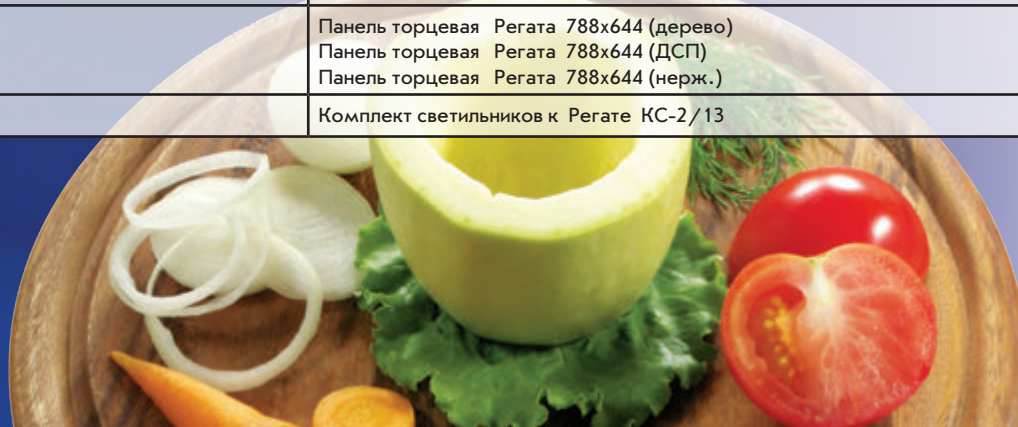 Панель торцевая Регата 788х644 (дерево)
Панель торцевая Регата 788х644 (ДСП)
Панель торцевая Регата 788х644 (нерж.)
Комплект светильников к Регате КС-2/13